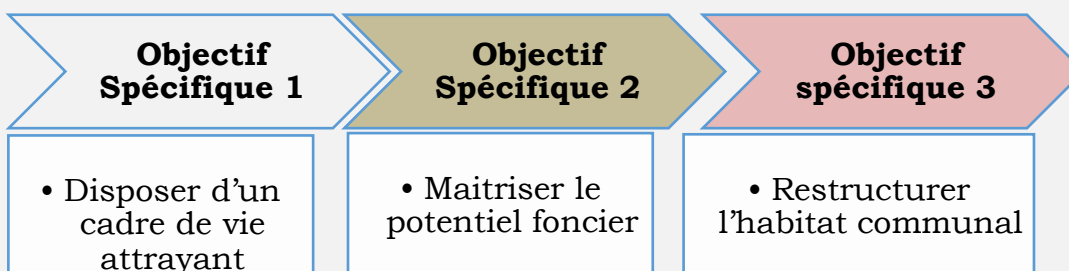 Objectif
Spécifique 1
Objectif
Spécifique 2
Objectif
spécifique 3
• Disposer d’un
cadre de vie
attrayant
• Maitriser le
potentiel foncier
• Restructurer
l’habitat communal